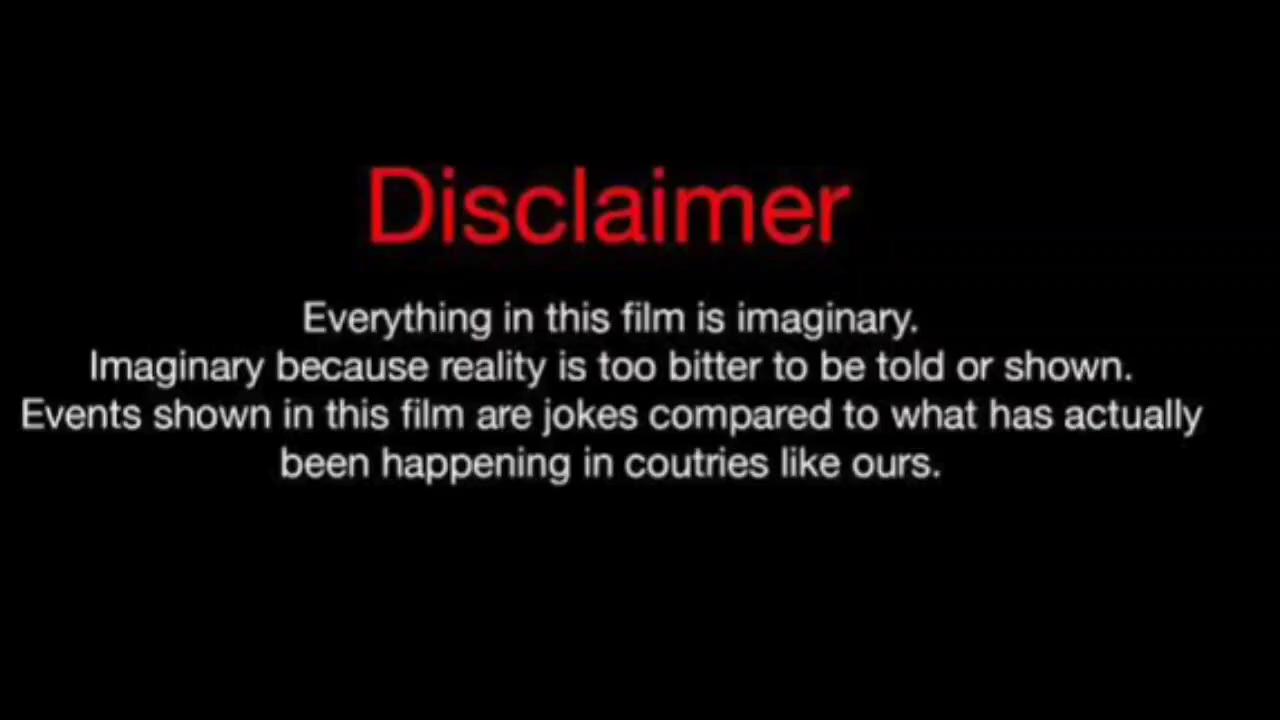 Disclaimer
Everything in this film is imaginary.
Imaginary because reality is too bitter to be told or shown.
Events shown in this film are jokes compared to what has actually
been happening in coutries like ours.